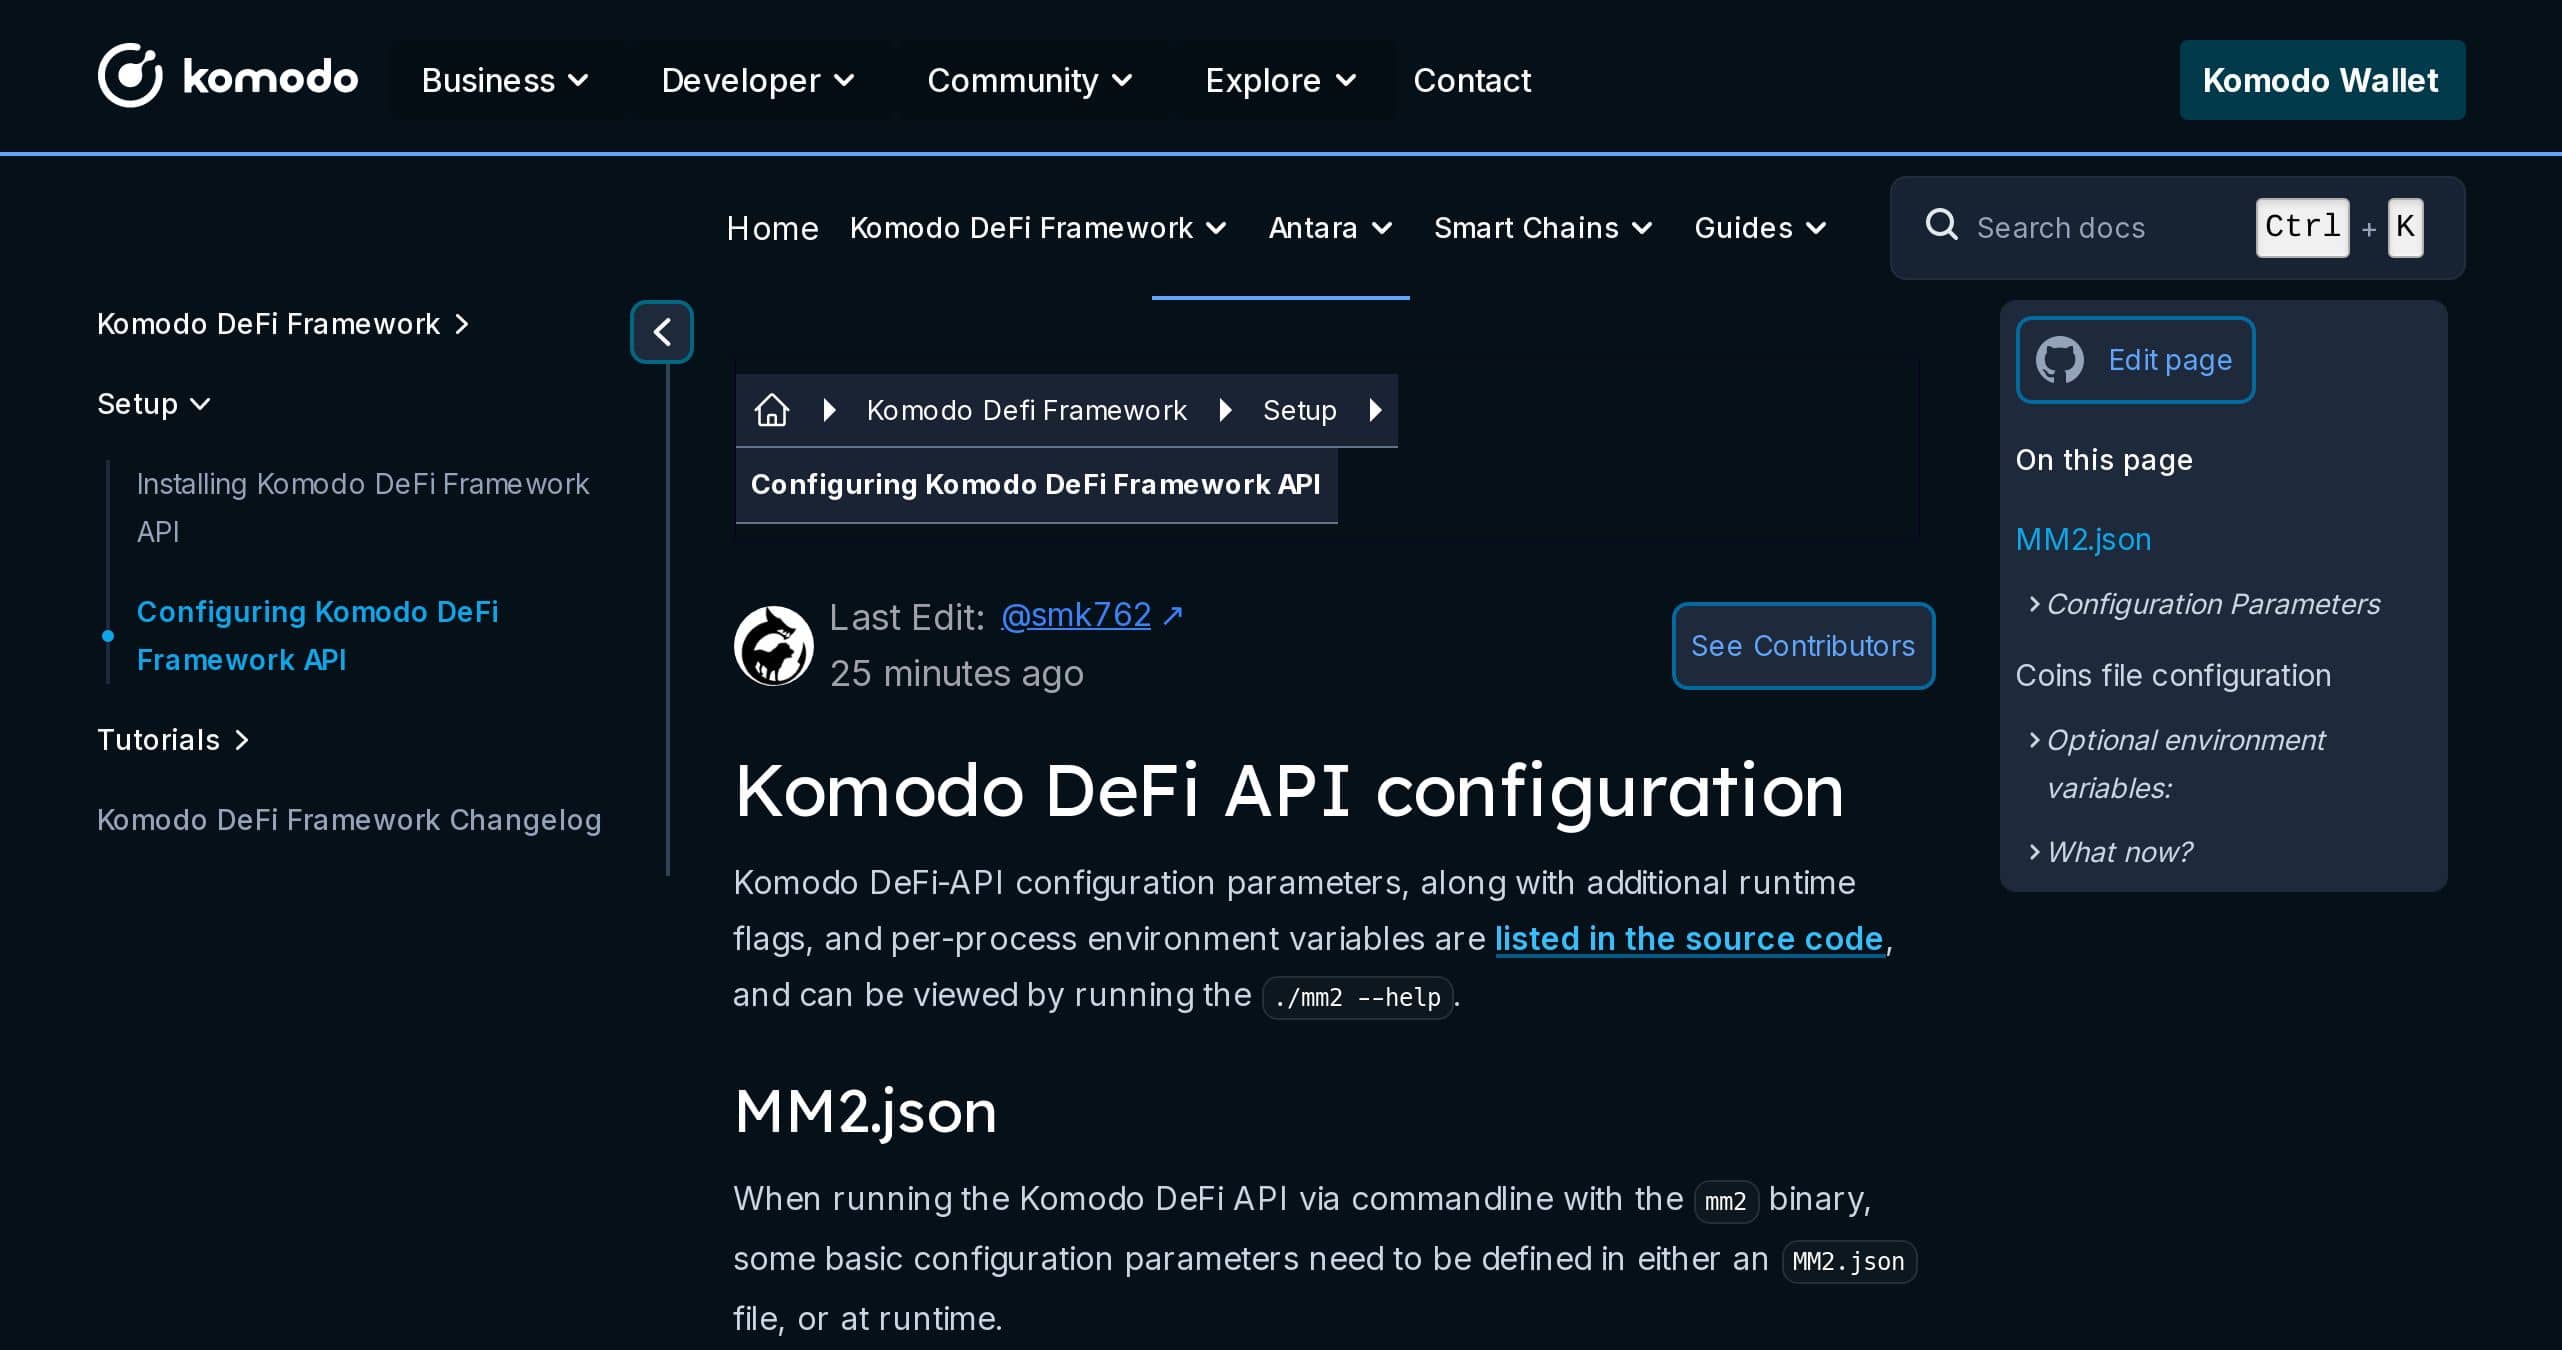 komodo
Business
Developer
Community
Explore
Contact
Komodo Wallet
Home
Komodo DeFi Framework
Antara
Smart Chains
Guides
Search docs
Ctrl + K
Komodo DeFi Framework
Setup
Installing Komodo DeFi Framework
API
Configuring Komodo DeFi
Framework API
Tutorials
Komodo DeFi Framework Changelog
Komodo Defi Framework
Setup
Configuring Komodo DeFi Framework API
Last Edit: @smk762 ↗
25 minutes ago
See Contributors
Komodo DeFi API configuration
Komodo DeFi-API configuration parameters, along with additional runtime
flags, and per-process environment variables are listed in the source code,
and can be viewed by running the ./mm2 --help.
MM2.json
When running the Komodo DeFi API via commandline with the mm2 binary,
some basic configuration parameters need to be defined in either an MM2.json
file, or at runtime.
Edit page
On this page
MM2.json
Configuration Parameters
Coins file configuration
Optional environment
variables:
What now?